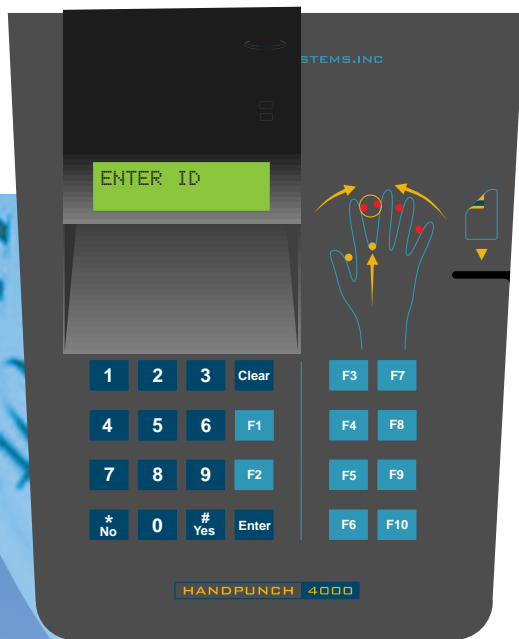 STEMS.INC
ENTER ID
1 2 3 Clear F3 F7
4 5 6 F1 F4 F8
7 8 9 F2 F5 F9
* No 0 # Yes Enter F6 F10
HANDPUNCH 4000